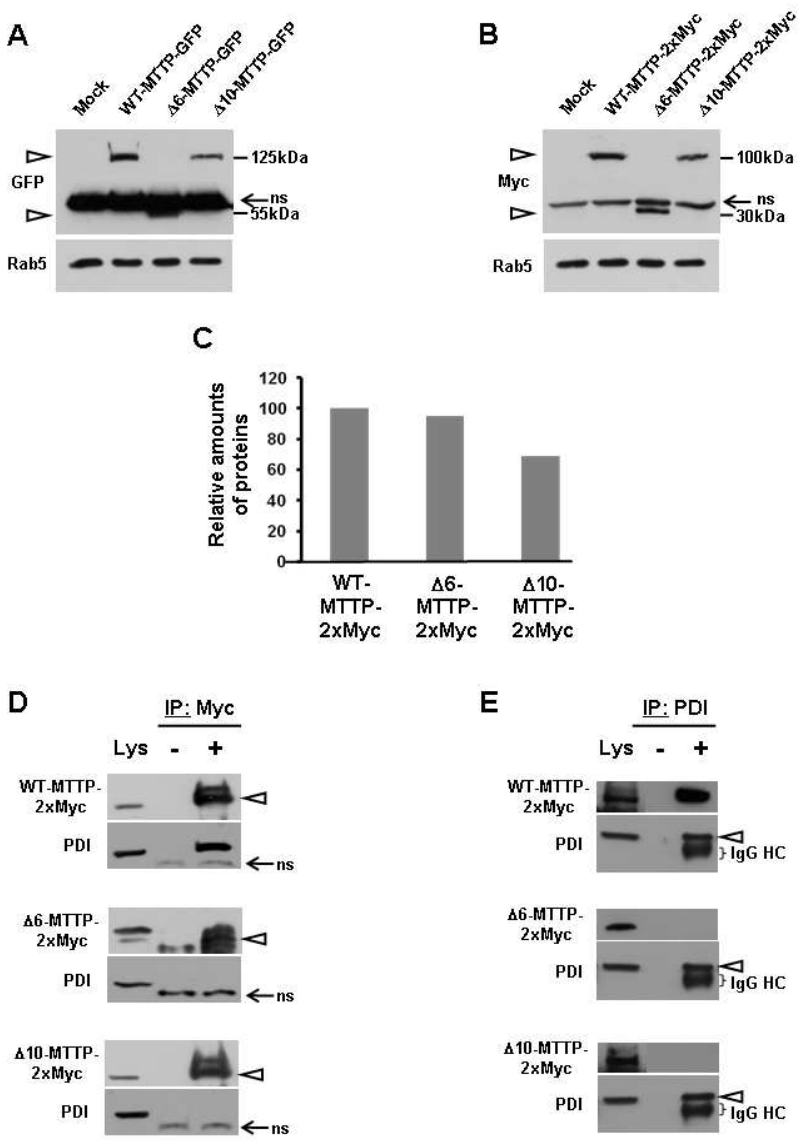 A
Mock
WT-MTTP-GFP
Δ6-MTTP-GFP
Δ10-MTTP-GFP
GFP
125kDa
ns
55kDa
Rab5
B
Mock
WT-MTTP-2xMyc
Δ6-MTTP-2xMyc
Δ10-MTTP-2xMyc
Myc
100kDa
ns
30kDa
Rab5
C
Relative amounts
of proteins
120
100
80
60
40
20
0
WT-
MTTP-
2xMyc
Δ6-
MTTP-
2xMyc
Δ10-
MTTP-
2xMyc
D
IP: Myc
Lys - +
WT-MTTP-
2xMyc
PDI
ns
Δ6-MTTP-
2xMyc
PDI
ns
Δ10-MTTP-
2xMyc
PDI
ns
E
IP: PDI
Lys - +
WT-MTTP-
2xMyc
PDI
} IgG HC
Δ6-MTTP-
2xMyc
PDI
} IgG HC
Δ10-MTTP-
2xMyc
PDI
} IgG HC